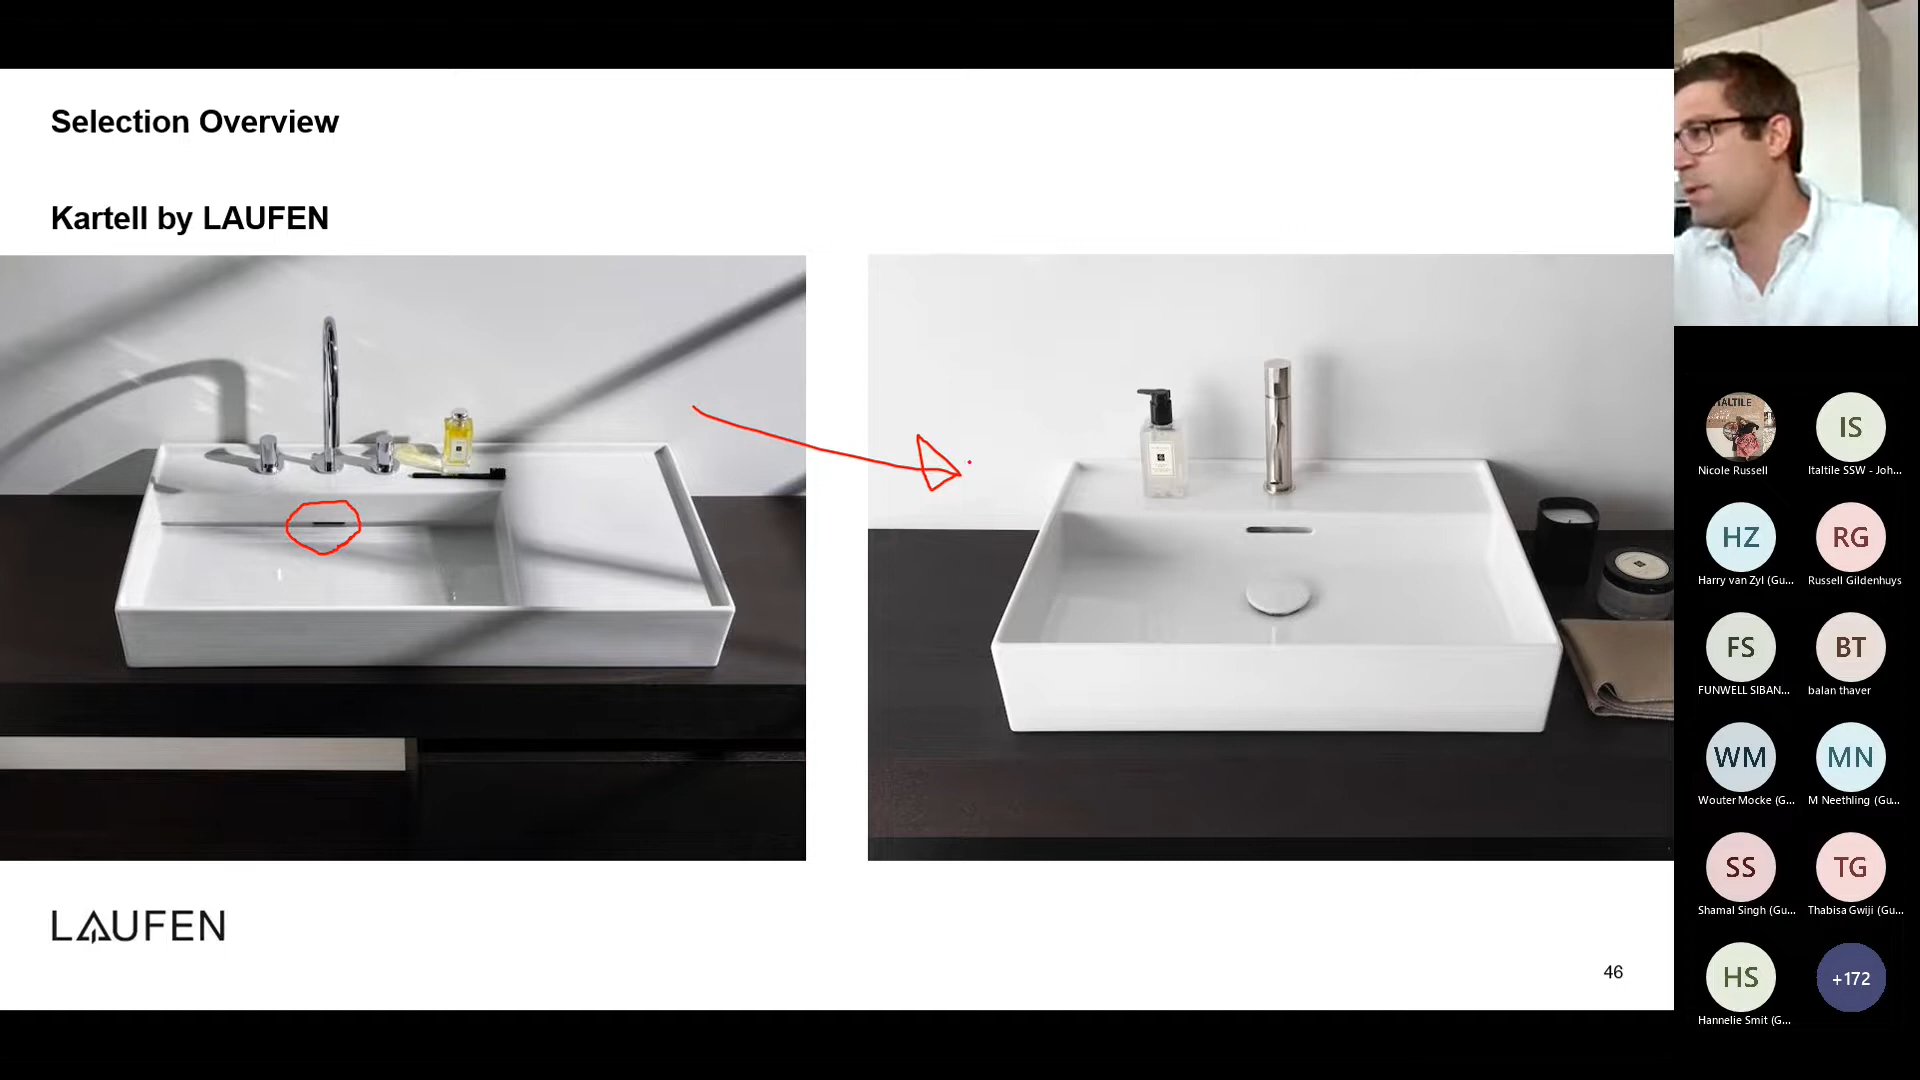 Selection Overview
Kartell by LAUFEN
LAUFEN
46
ITALTILE
Nicole Russell
IS
Italtile SSW - Joh...
HZ
Harry van Zyl (Gu...
RG
Russell Gildenhuys
FS
FUNWELL SIBAN...
BT
balan thaver
WM
Wouter Mocke (G...
MN
M Neethling (Gu...
SS
Shamal Singh (Gu...
TG
Thabisa Gwiji (Gu...
HS
Hannelie Smit (G...
+172